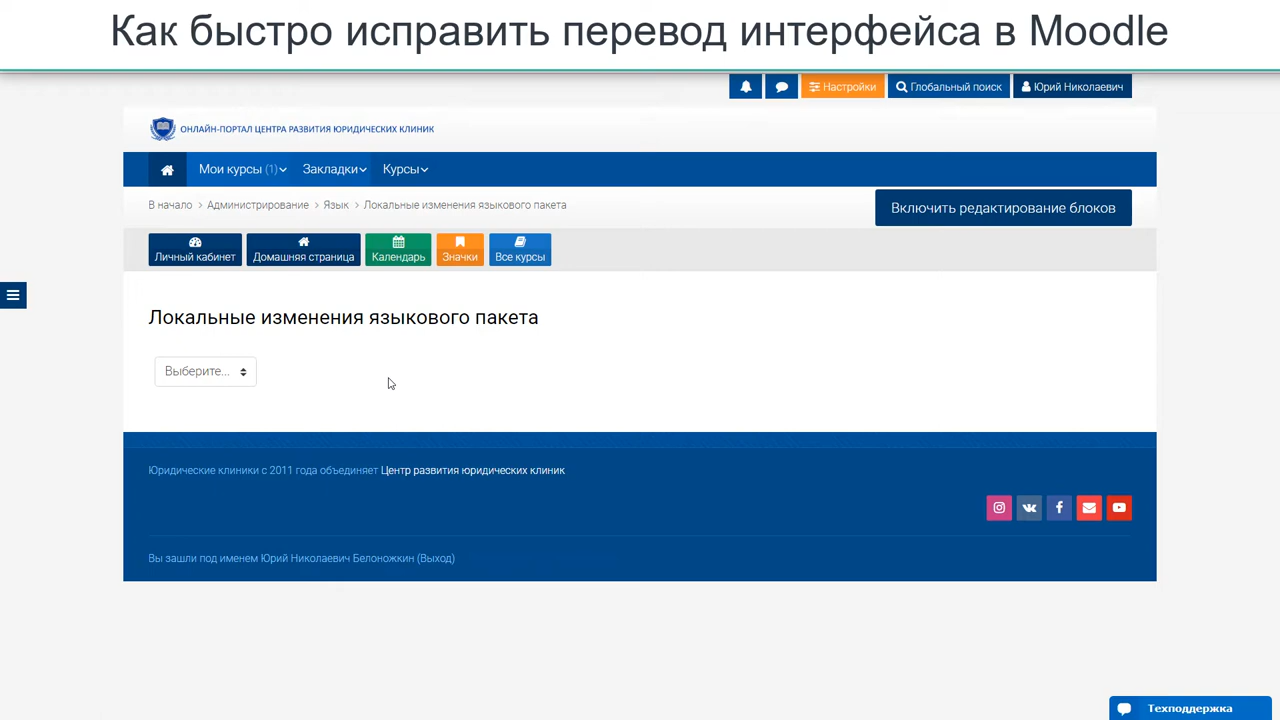 Как быстро исправить перевод интерфейса в Moodle
Настройки
Глобальный поиск
Юрий Николаевич
ОНЛАЙН-ПОРТАЛ ЦЕНТРА РАЗВИТИЯ ЮРИДИЧЕСКИХ КЛИНИК
Мои курсы (1) Закладки Курсы
В начало > Администрирование > Язык > Локальные изменения языкового пакета
Включить редактирование блоков
Личный кабинет
Домашняя страница
Календарь
Значки
Все курсы
Локальные изменения языкового пакета
Выберите...
Юридические клиники с 2011 года объединяет Центр развития юридических клиник
Вы зашли под именем Юрий Николаевич Белоножкин (Выход)
Техподдержка